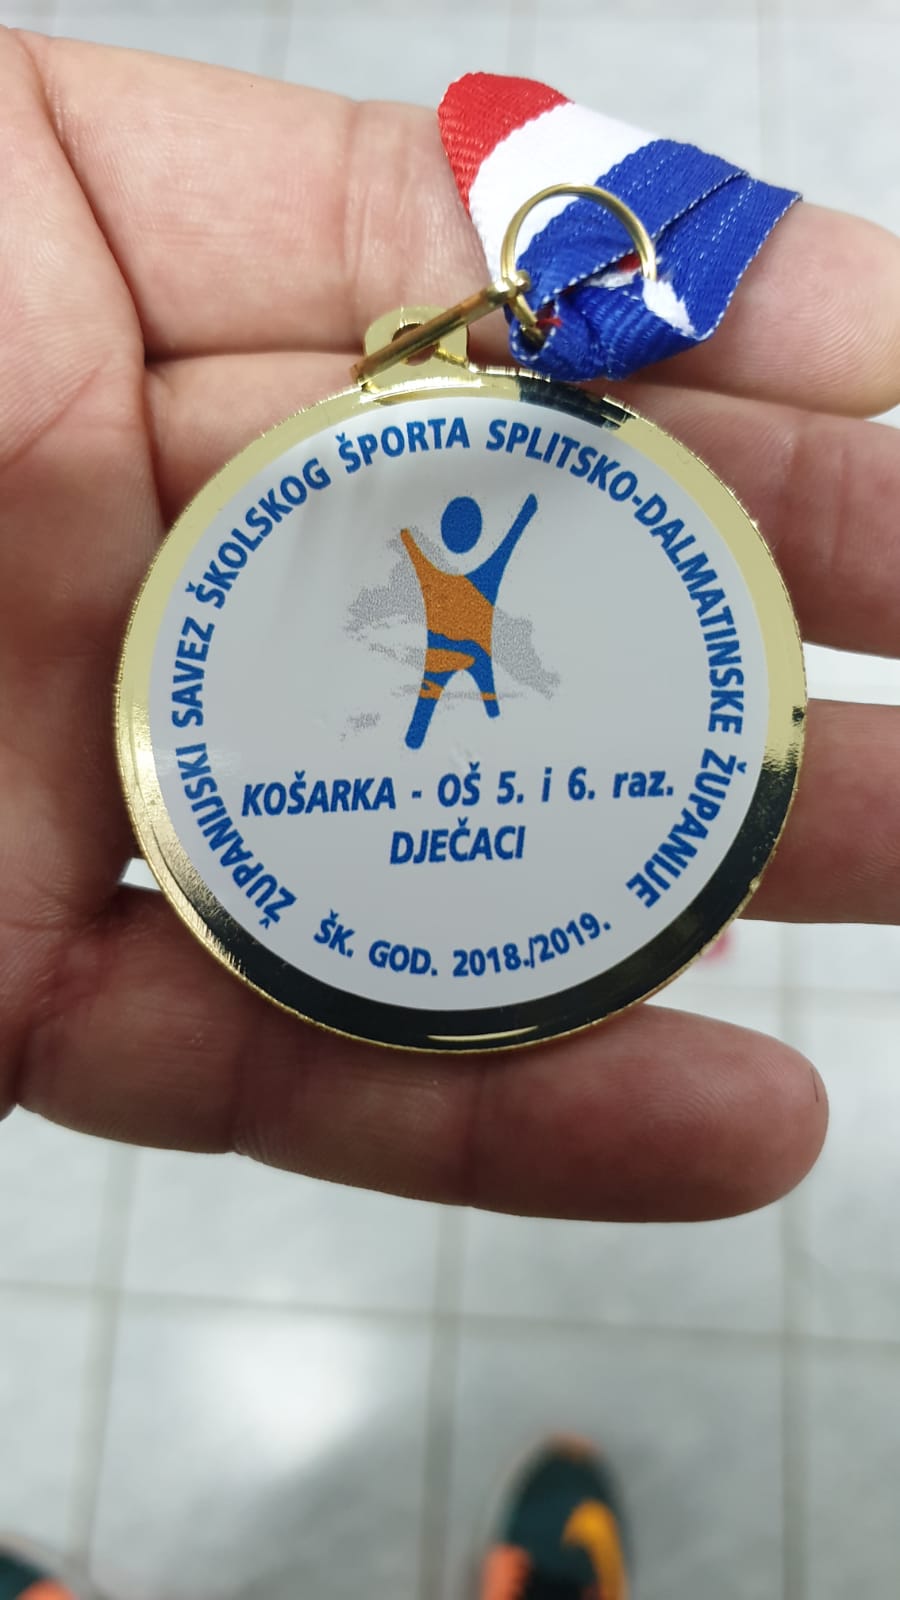 ŽUPANIJSKI SAVEZ ŠKOLSKOG ŠPORTA SPLITSKO-DALMATINSKE ŽUPANIJE
KOŠARKA - OŠ 5. i 6. raz.
DJEČACI
ŠK. GOD. 2018./2019.